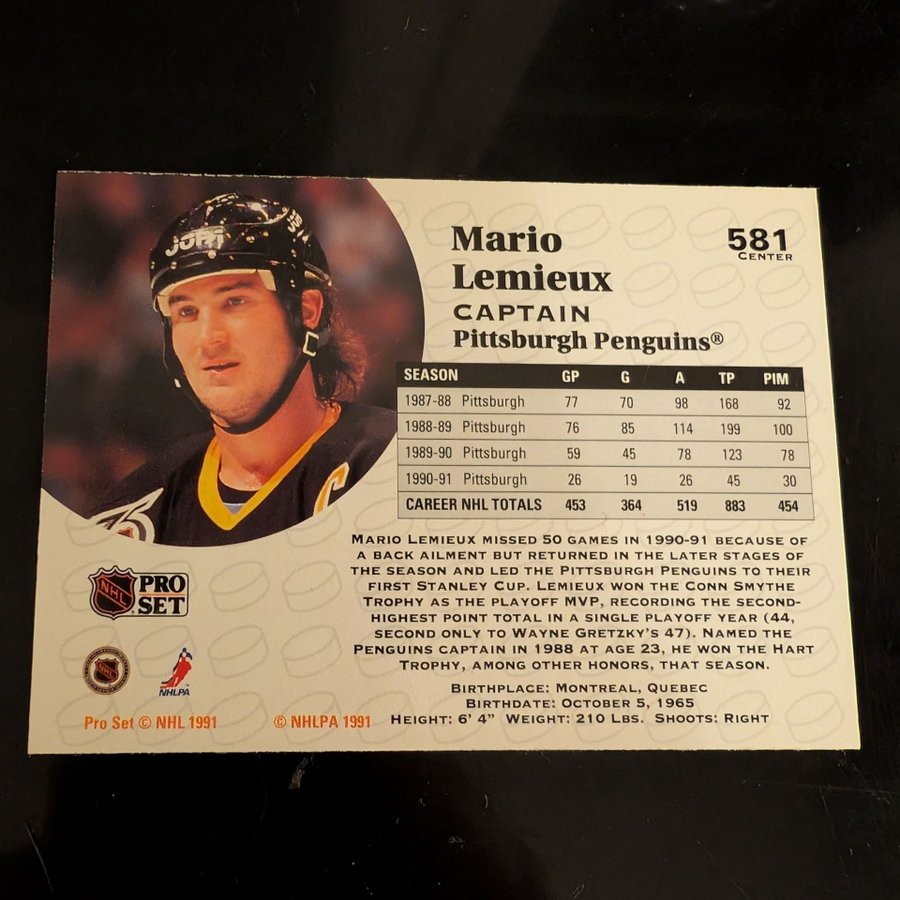 Mario
Lemieux
CAPTAIN
Pittsburgh Penguins®
581
CENTER
JOFA
SEASON GP G A TP PIM
1987-88 Pittsburgh 77 70 98 168 92
1988-89 Pittsburgh 76 85 114 199 100
1989-90 Pittsburgh 59 45 78 123 78
1990-91 Pittsburgh 26 19 26 45 30
CAREER NHL TOTALS 453 364 519 883 454
MARIO LEMIEUX MISSED 50 GAMES IN 1990-91 BECAUSE OF
A BACK AILMENT BUT RETURNED IN THE LATER STAGES OF
THE SEASON AND LED THE PITTSBURGH PENGUINS TO THEIR
FIRST STANLEY CUP. LEMIEUX WON THE CONN SMYTHE
TROPHY AS THE PLAYOFF MVP, RECORDING THE SECOND-
HIGHEST POINT TOTAL IN A SINGLE PLAYOFF YEAR (44,
SECOND ONLY TO WAYNE GRETZKY'S 47). NAMED THE
PENGUINS CAPTAIN IN 1988 AT AGE 23, HE WON THE HART
TROPHY, AMONG OTHER HONORS, THAT SEASON.
BIRTHPLACE: MONTREAL, QUEBEC
BIRTHDATE: OCTOBER 5, 1965
HEIGHT: 6' 4" WEIGHT: 210 LBS. SHOOTS: RIGHT
C
75
NHL
PRO
SET
NHL
NHLPA
Pro Set © NHL 1991
© NHLPA 1991